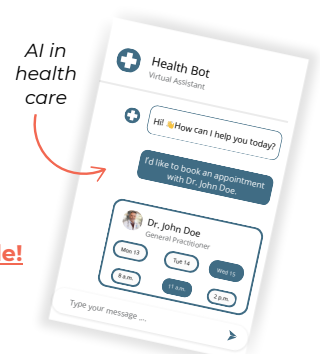 AI in
health
care
Health Bot
Virtual Assistant
Hi! 👋How can I help you today?
I'd like to book an appointment
with Dr. John Doe.
Dr. John Doe
General Practitioner
Mon 13
Tue 14
Wed 15
8 a.m.
11 a.m.
2 p.m.
le!
Type your message ....